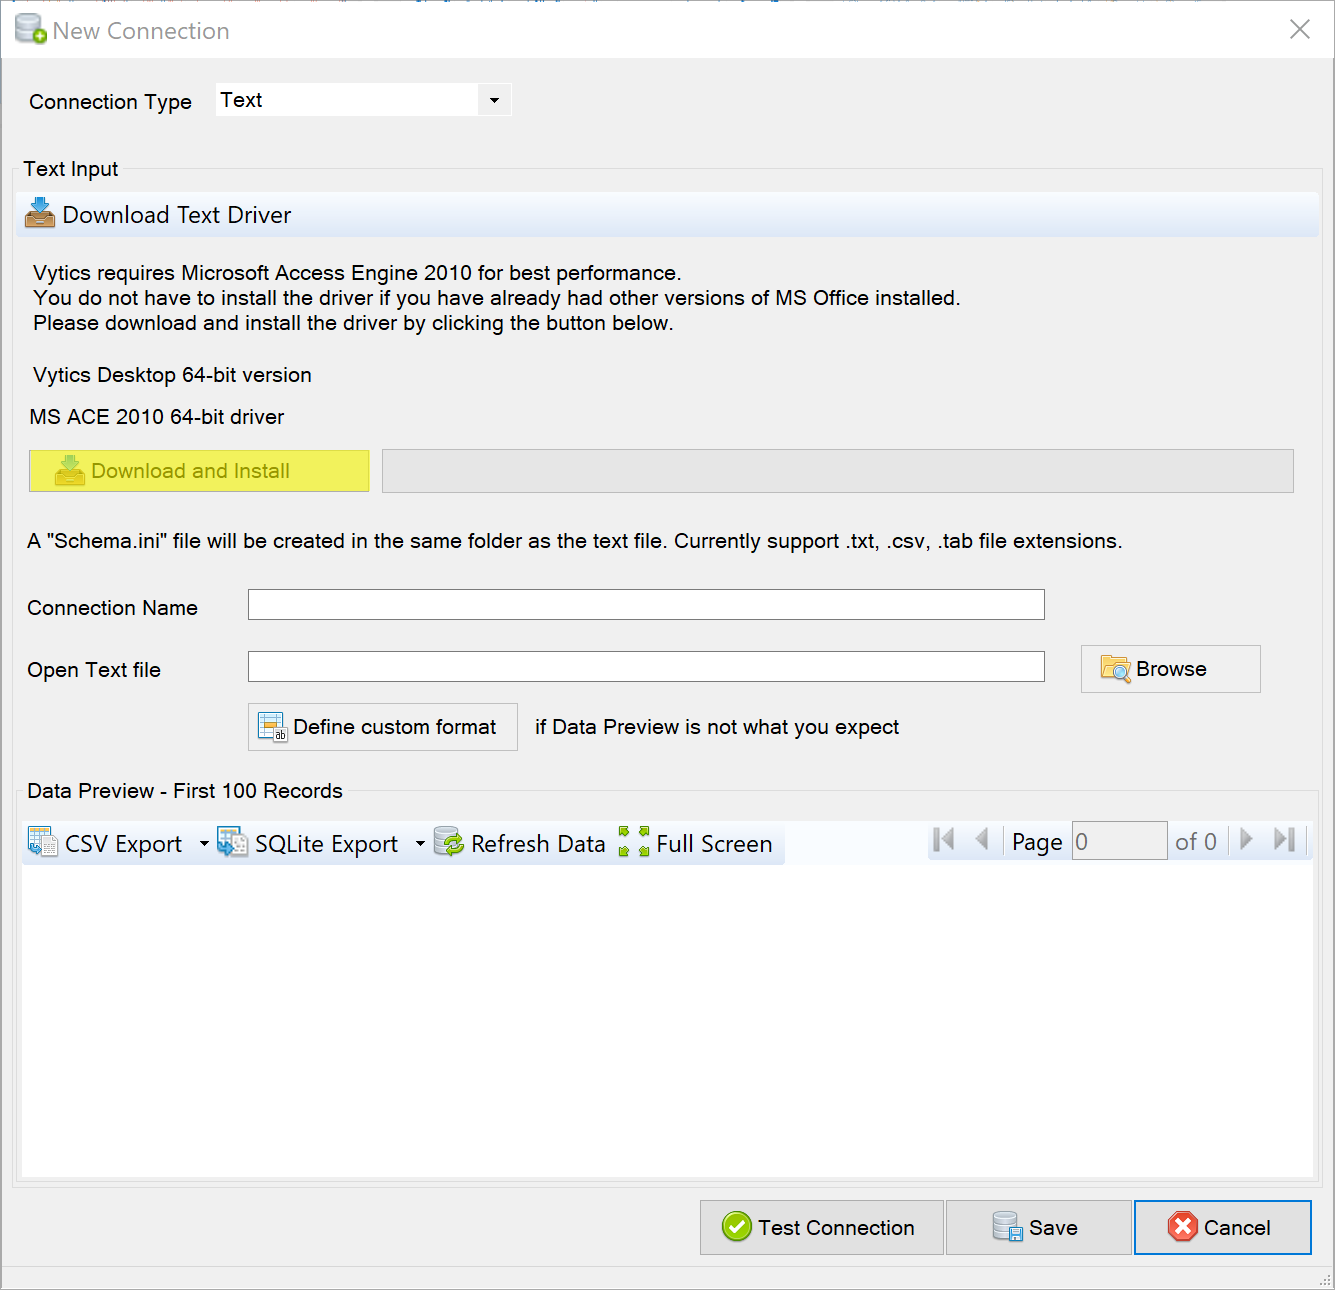 New Connection
Connection Type Text
Text Input
Download Text Driver
Vytics requires Microsoft Access Engine 2010 for best performance.
You do not have to install the driver if you have already had other versions of MS Office installed.
Please download and install the driver by clicking the button below.
Vytics Desktop 64-bit version
MS ACE 2010 64-bit driver
Download and Install
A "Schema.ini" file will be created in the same folder as the text file. Currently support .txt, .csv, .tab file extensions.
Connection Name
Open Text file Browse
ab Define custom format if Data Preview is not what you expect
Data Preview - First 100 Records
CSV Export SQLite Export Refresh Data Full Screen Page 0 of 0
Test Connection Save Cancel